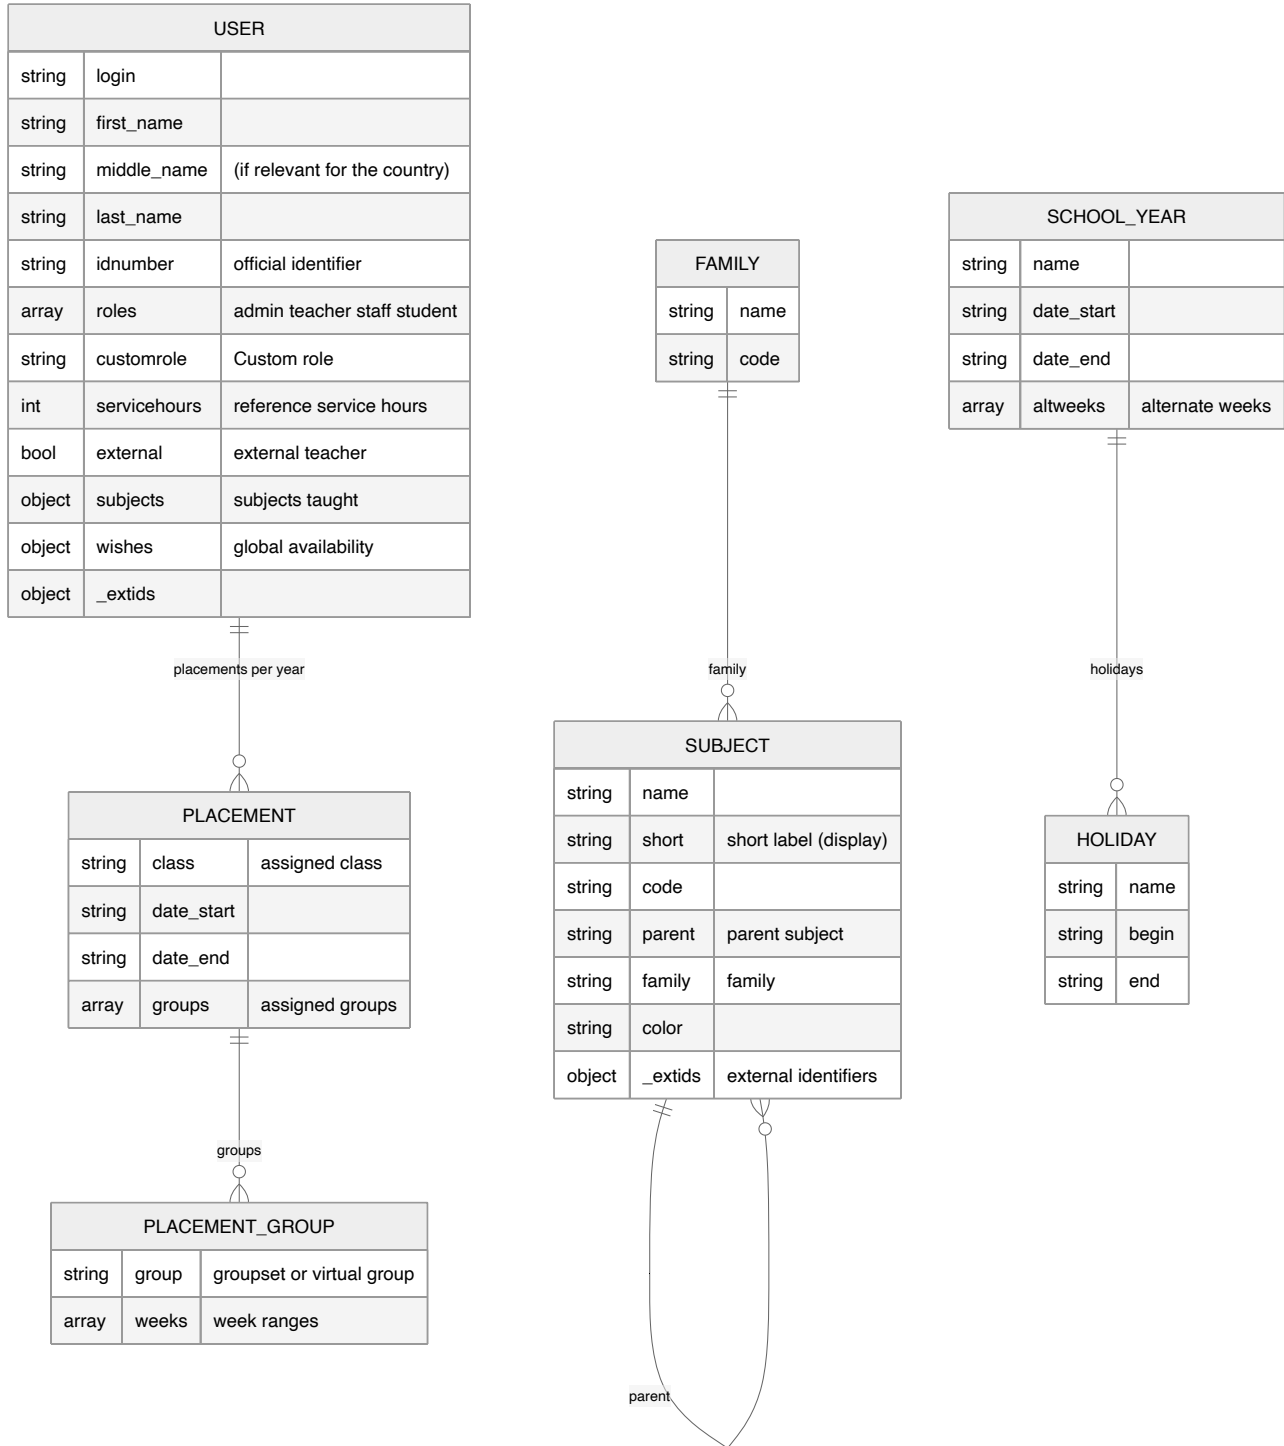 USER
string login
string first_name
string middle_name (if relevant for the country)
string last_name
string idnumber official identifier
array roles admin teacher staff student
string customrole Custom role
int servicehours reference service hours
bool external external teacher
object subjects subjects taught
object wishes global availability
object _extids
placements per year
PLACEMENT
string class assigned class
string date_start
string date_end
array groups assigned groups
groups
PLACEMENT_GROUP
string group groupset or virtual group
array weeks week ranges
FAMILY
string name
string code
family
SUBJECT
string name
string short short label (display)
string code
string parent parent subject
string family family
string color
object _extids external identifiers
parent
SCHOOL_YEAR
string name
string date_start
string date_end
array altweeks alternate weeks
holidays
HOLIDAY
string name
string begin
string end